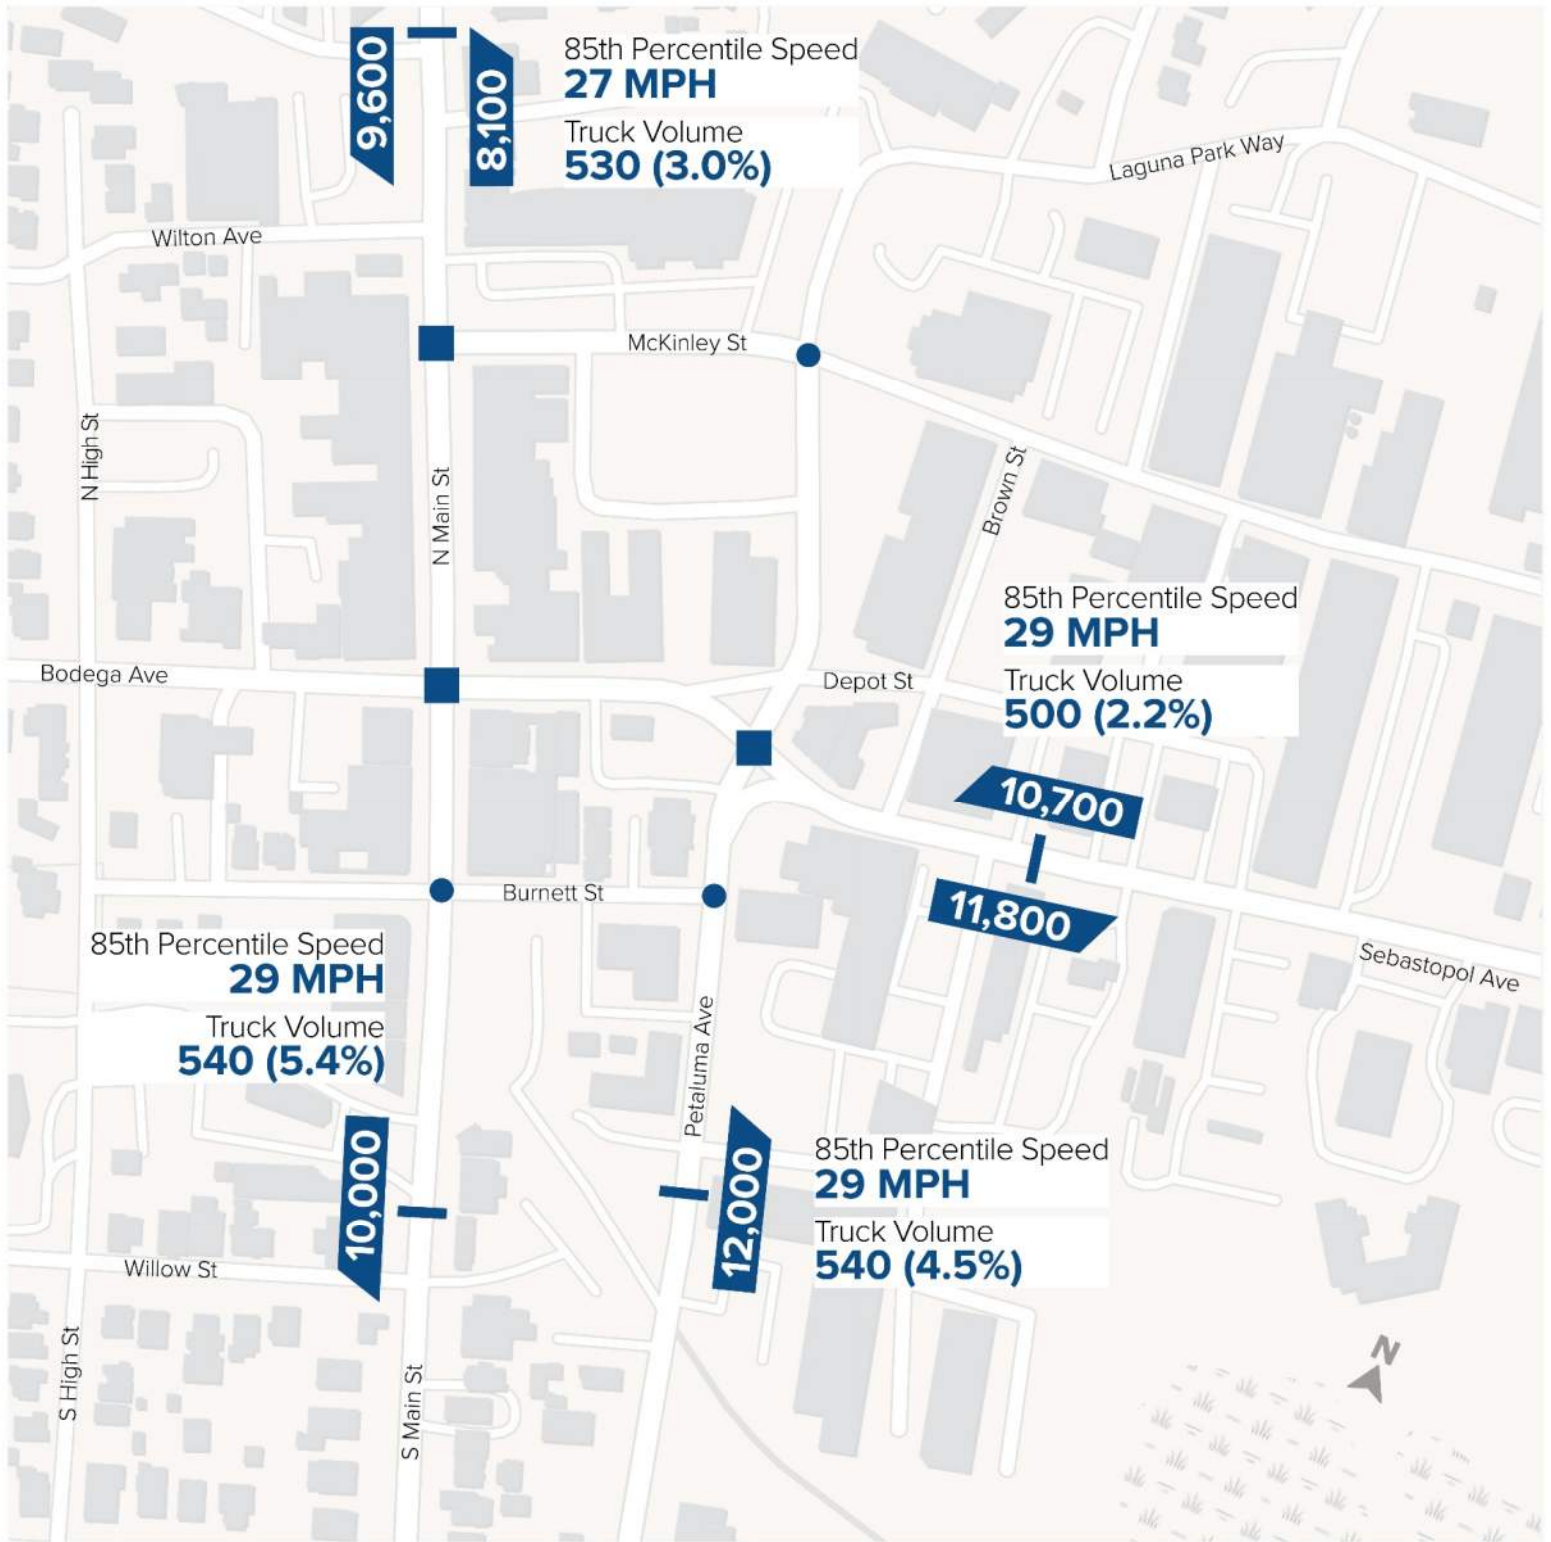 9,600
8,100
85th Percentile Speed
27 MPH
Truck Volume
530 (3.0%)
Laguna Park Way
Wilton Ave
McKinley St
N High St
N Main St
Brown St
85th Percentile Speed
29 MPH
Truck Volume
500 (2.2%)
Bodega Ave
Depot St
10,700
11,800
Burnett St
Sebastopol Ave
85th Percentile Speed
29 MPH
Truck Volume
540 (5.4%)
Petaluma Ave
10,000
12,000
85th Percentile Speed
29 MPH
Truck Volume
540 (4.5%)
Willow St
S High St
S Main St
N